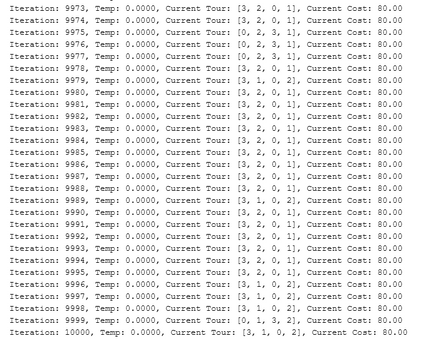 Iteration: 9973, Temp: 0.0000, Current Tour: [3, 2, 0, 1], Current Cost: 80.00
Iteration: 9974, Temp: 0.0000, Current Tour: [3, 2, 0, 1], Current Cost: 80.00
Iteration: 9975, Temp: 0.0000, Current Tour: [0, 2, 3, 1], Current Cost: 80.00
Iteration: 9976, Temp: 0.0000, Current Tour: [0, 2, 3, 1], Current Cost: 80.00
Iteration: 9977, Temp: 0.0000, Current Tour: [0, 2, 3, 1], Current Cost: 80.00
Iteration: 9978, Temp: 0.0000, Current Tour: [3, 2, 0, 1], Current Cost: 80.00
Iteration: 9979, Temp: 0.0000, Current Tour: [3, 1, 0, 2], Current Cost: 80.00
Iteration: 9980, Temp: 0.0000, Current Tour: [3, 2, 0, 1], Current Cost: 80.00
Iteration: 9981, Temp: 0.0000, Current Tour: [3, 2, 0, 1], Current Cost: 80.00
Iteration: 9982, Temp: 0.0000, Current Tour: [3, 2, 0, 1], Current Cost: 80.00
Iteration: 9983, Temp: 0.0000, Current Tour: [3, 2, 0, 1], Current Cost: 80.00
Iteration: 9984, Temp: 0.0000, Current Tour: [3, 2, 0, 1], Current Cost: 80.00
Iteration: 9985, Temp: 0.0000, Current Tour: [3, 2, 0, 1], Current Cost: 80.00
Iteration: 9986, Temp: 0.0000, Current Tour: [3, 2, 0, 1], Current Cost: 80.00
Iteration: 9987, Temp: 0.0000, Current Tour: [3, 2, 0, 1], Current Cost: 80.00
Iteration: 9988, Temp: 0.0000, Current Tour: [3, 2, 0, 1], Current Cost: 80.00
Iteration: 9989, Temp: 0.0000, Current Tour: [3, 1, 0, 2], Current Cost: 80.00
Iteration: 9990, Temp: 0.0000, Current Tour: [3, 2, 0, 1], Current Cost: 80.00
Iteration: 9991, Temp: 0.0000, Current Tour: [3, 2, 0, 1], Current Cost: 80.00
Iteration: 9992, Temp: 0.0000, Current Tour: [3, 2, 0, 1], Current Cost: 80.00
Iteration: 9993, Temp: 0.0000, Current Tour: [3, 2, 0, 1], Current Cost: 80.00
Iteration: 9994, Temp: 0.0000, Current Tour: [3, 2, 0, 1], Current Cost: 80.00
Iteration: 9995, Temp: 0.0000, Current Tour: [3, 2, 0, 1], Current Cost: 80.00
Iteration: 9996, Temp: 0.0000, Current Tour: [3, 1, 0, 2], Current Cost: 80.00
Iteration: 9997, Temp: 0.0000, Current Tour: [3, 1, 0, 2], Current Cost: 80.00
Iteration: 9998, Temp: 0.0000, Current Tour: [3, 1, 0, 2], Current Cost: 80.00
Iteration: 9999, Temp: 0.0000, Current Tour: [0, 1, 3, 2], Current Cost: 80.00
Iteration: 10000, Temp: 0.0000, Current Tour: [3, 1, 0, 2], Current Cost: 80.00